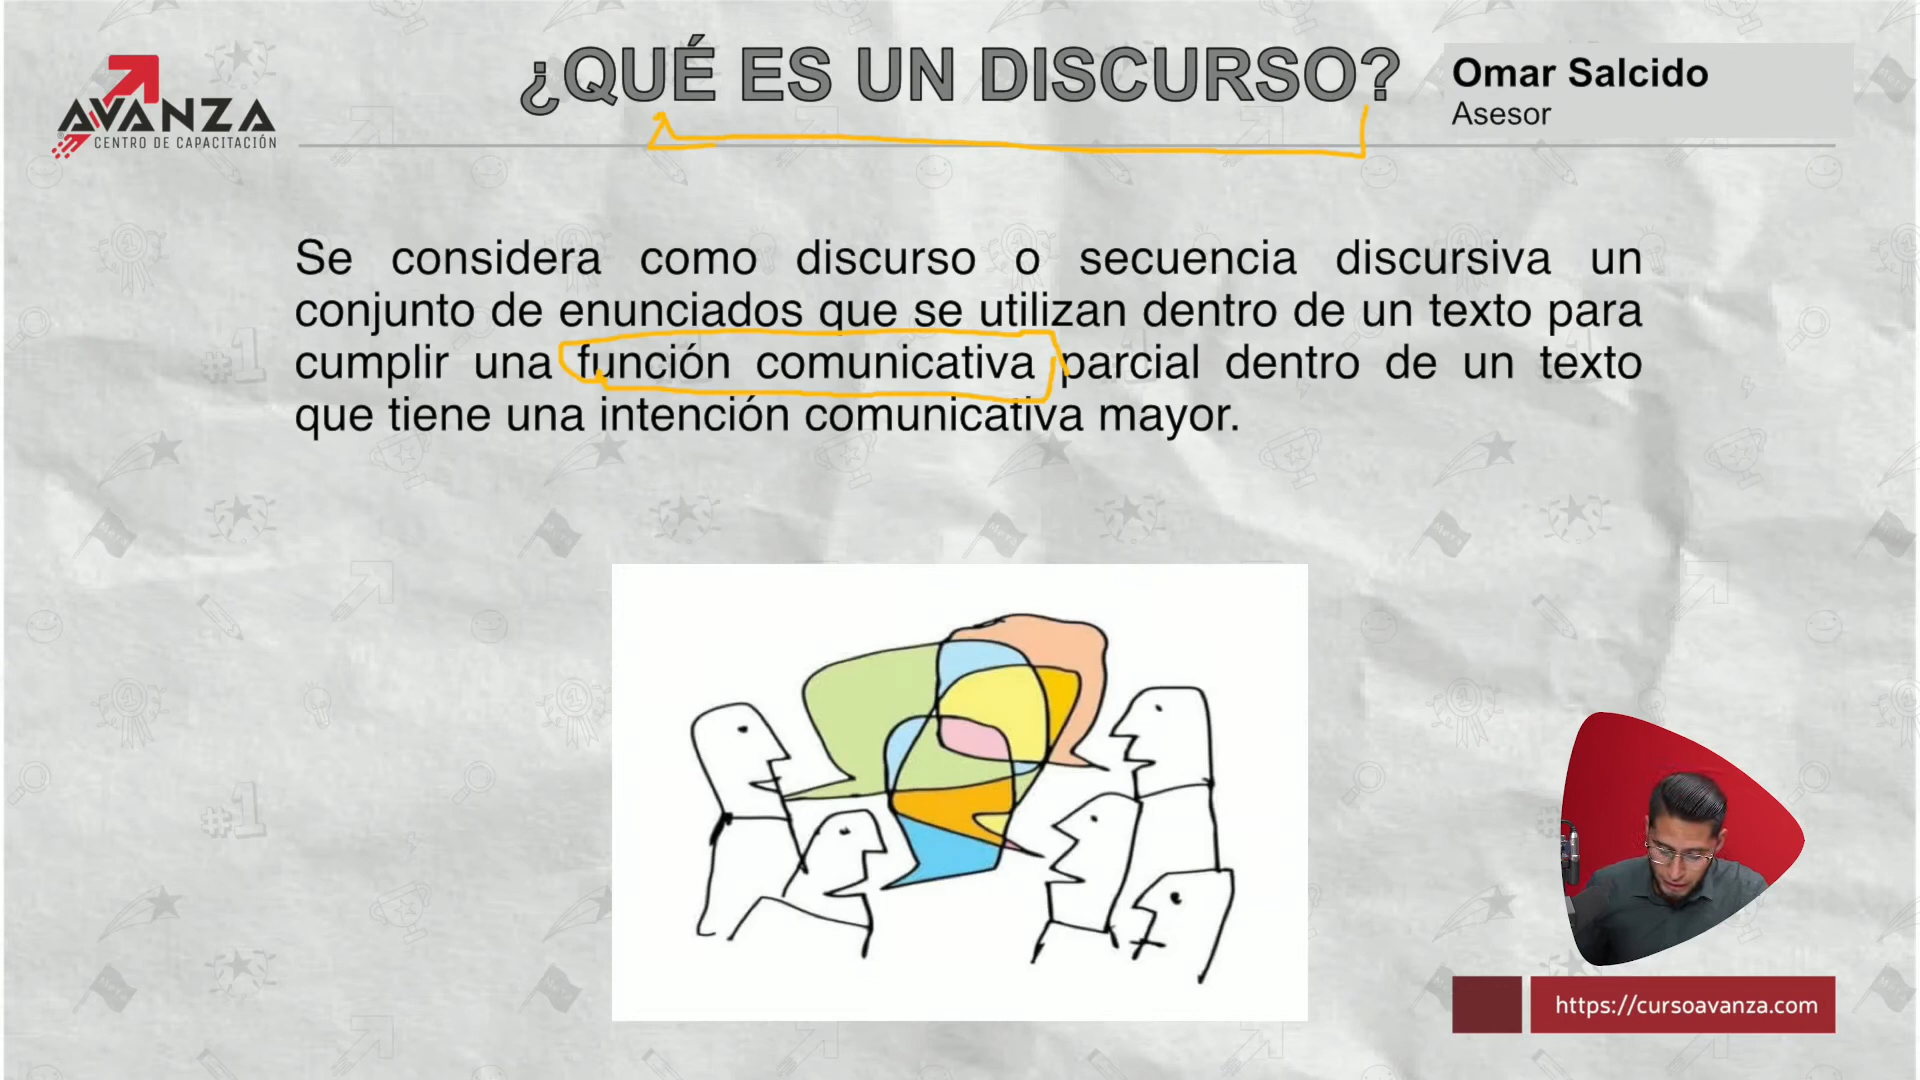 AVANZA
CENTRO DE CAPACITACIÓN
¿QUÉ ES UN DISCURSO?
Omar Salcido
Asesor
Se considera como discurso o secuencia discursiva un
conjunto de enunciados que se utilizan dentro de un texto para
cumplir una función comunicativa parcial dentro de un texto
que tiene una intención comunicativa mayor.
https://cursoavanza.com